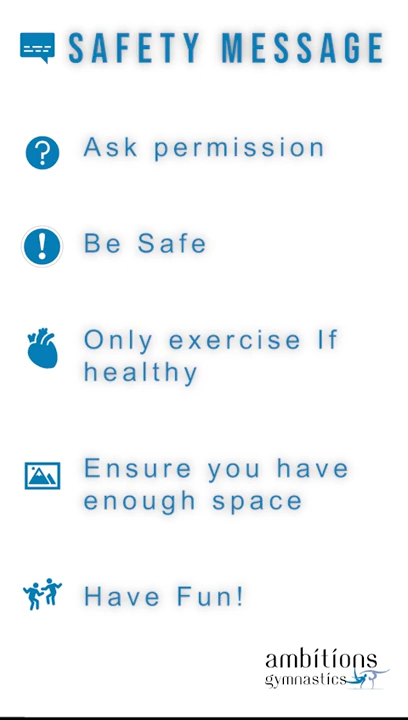 SAFETY MESSAGE
Ask permission
Be Safe
Only exercise If
healthy
Ensure you have
enough space
Have Fun!
ambitions
gymnastics